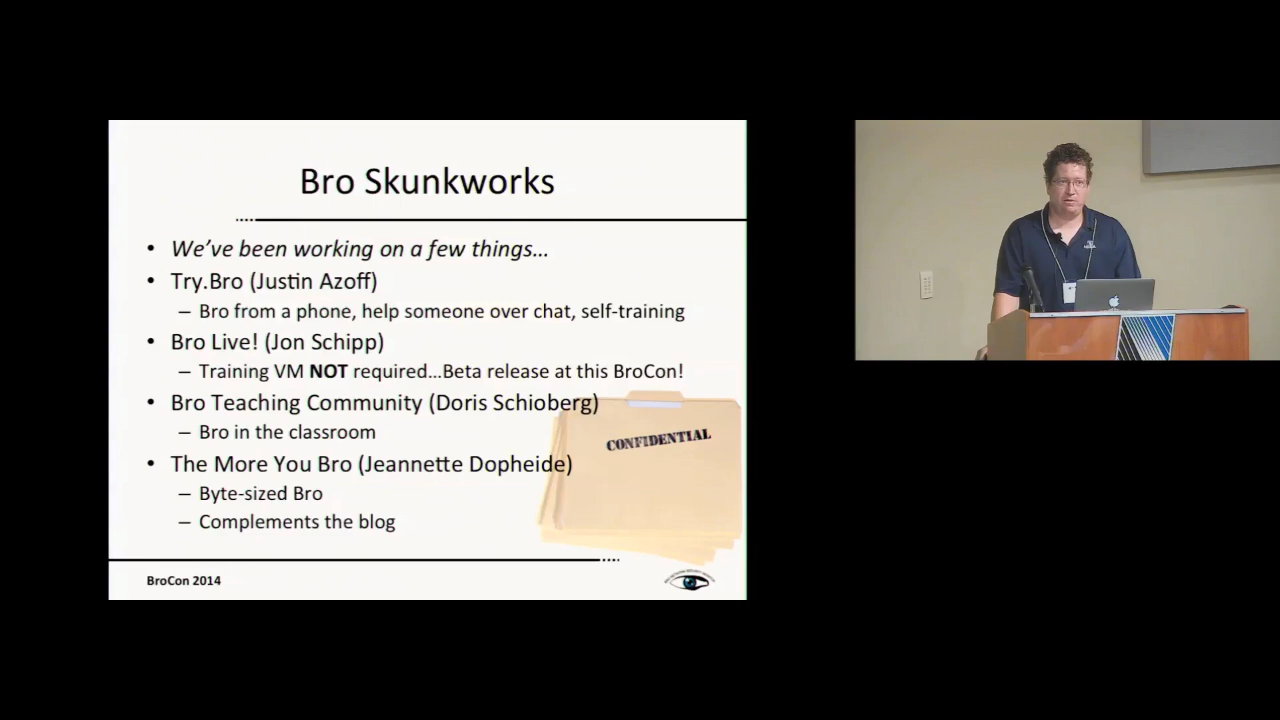 Bro Skunkworks
• We've been working on a few things...
• Try.Bro (Justin Azoff)
– Bro from a phone, help someone over chat, self-training
• Bro Live! (Jon Schipp)
– Training VM NOT required...Beta release at this BroCon!
• Bro Teaching Community (Doris Schioberg)
– Bro in the classroom
CONFIDENTIAL
• The More You Bro (Jeannette Dopheide)
– Byte-sized Bro
– Complements the blog
BroCon 2014